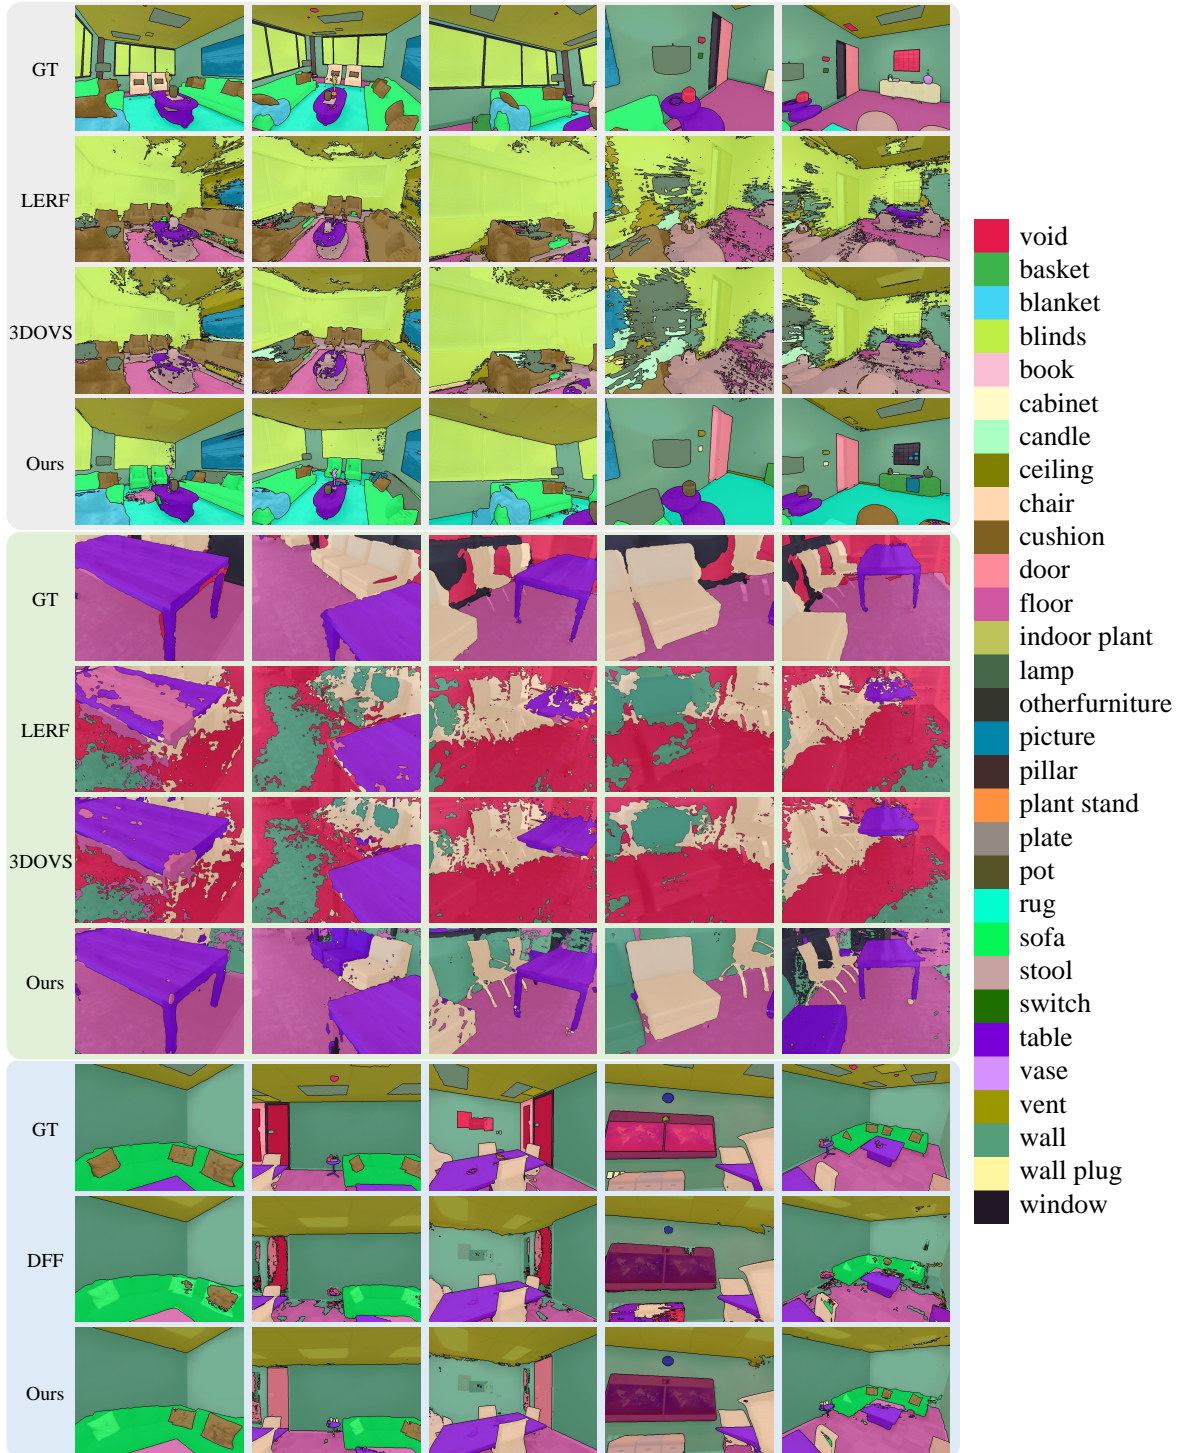 GT
LERF
3DOVS
Ours
GT
LERF
3DOVS
Ours
GT
DFF
Ours
void
basket
blanket
blinds
book
cabinet
candle
ceiling
chair
cushion
door
floor
indoor plant
lamp
otherfurniture
picture
pillar
plant stand
plate
pot
rug
sofa
stool
switch
table
vase
vent
wall
wall plug
window